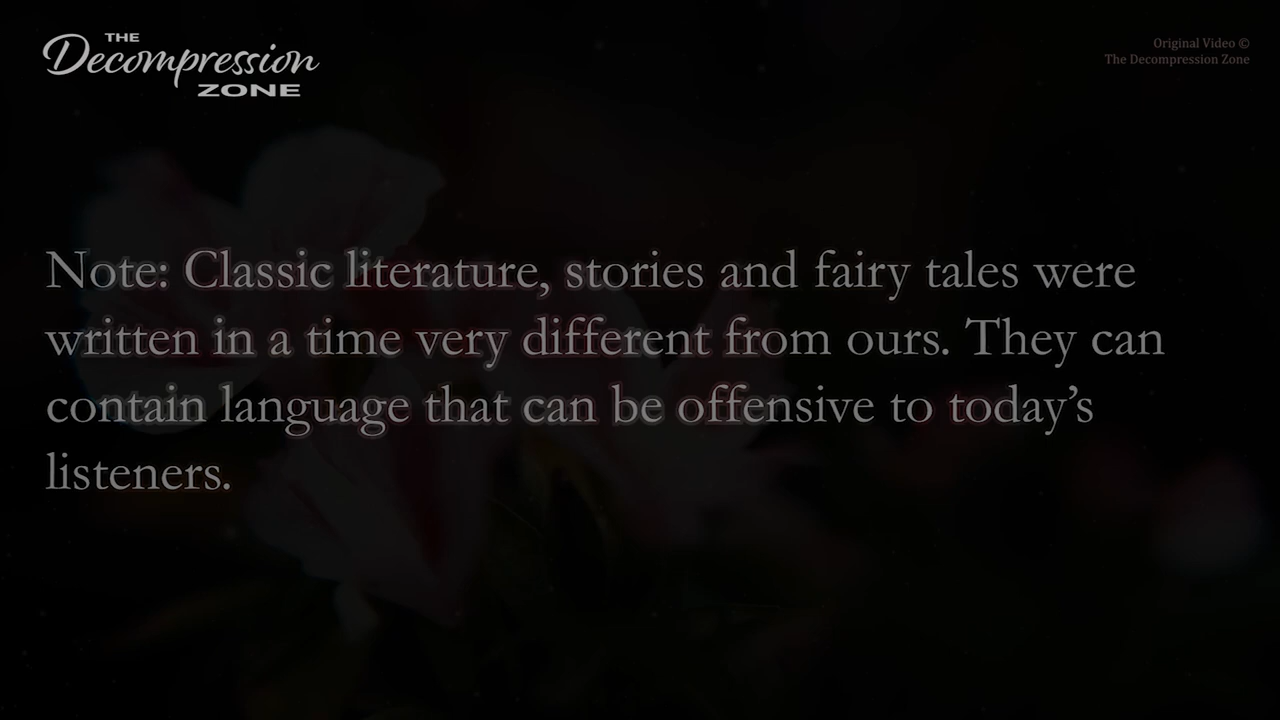 THE
Decompression
ZONE
Original Video ©
The Decompression Zone
Note: Classic literature, stories and fairy tales were
written in a time very different from ours. They can
contain language that can be offensive to today’s
listeners.